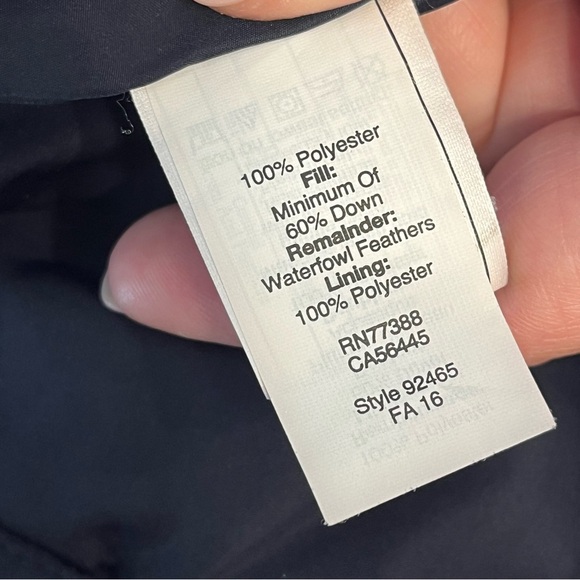 100% Polyester
Fill:
Minimum Of
60% Down
Remainder:
Waterfowl Feathers
Lining:
100% Polyester
RN77388
CA56445
Style 92465
FA 16